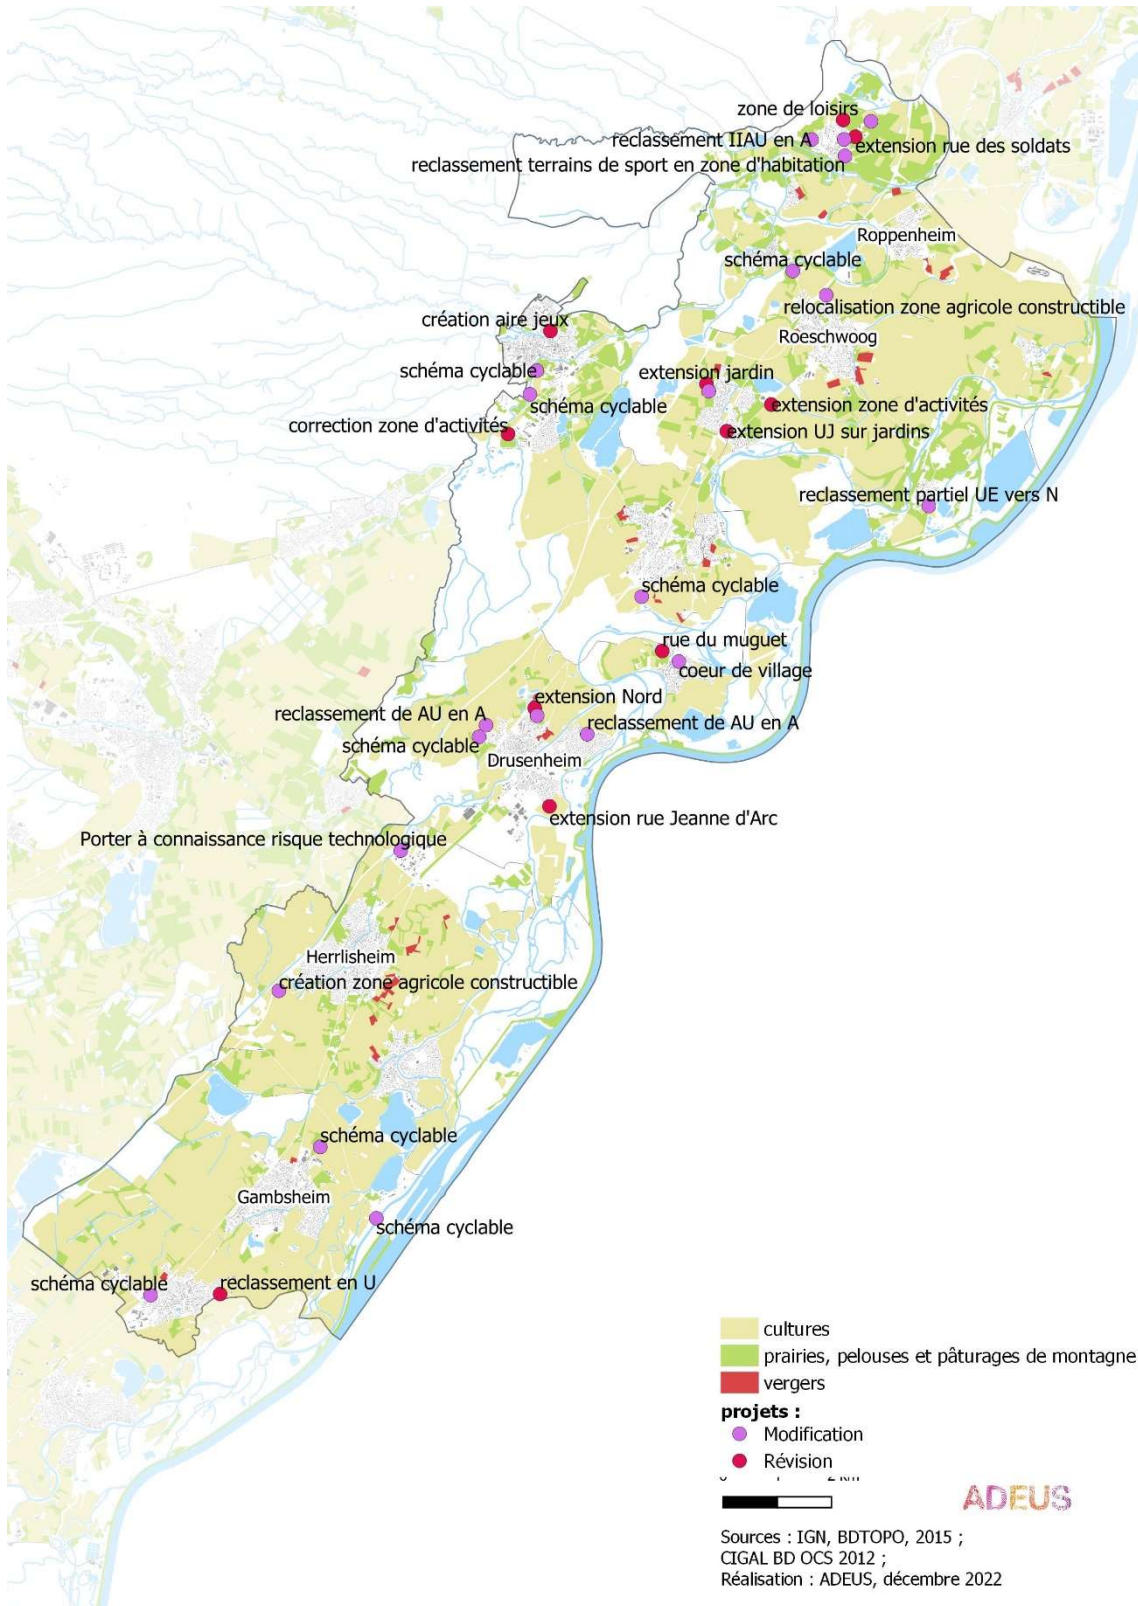 zone de loisirs
reclassement IIAU en A
extension rue des soldats
reclassement terrains de sport en zone d'habitation
Roppenheim
schéma cyclable
relocalisation zone agricole constructible
création aire jeux
Roeschwoog
schéma cyclable
extension jardin
schéma cyclable
extension zone d'activités
correction zone d'activités
extension UJ sur jardins
reclassement partiel UE vers N
schéma cyclable
rue du muguet
coeur de village
extension Nord
reclassement de AU en A
reclassement de AU en A
schéma cyclable
Drusenheim
extension rue Jeanne d'Arc
Porter à connaissance risque technologique
Herrlisheim
création zone agricole constructible
schéma cyclable
Gambsheim
schéma cyclable
schéma cyclable
reclassement en U
cultures
prairies, pelouses et pâturages de montagne
vergers
projets :
Modification
Révision
ADEUS
Sources : IGN, BDTOPO, 2015 ;
CIGAL BD OCS 2012 ;
Réalisation : ADEUS, décembre 2022